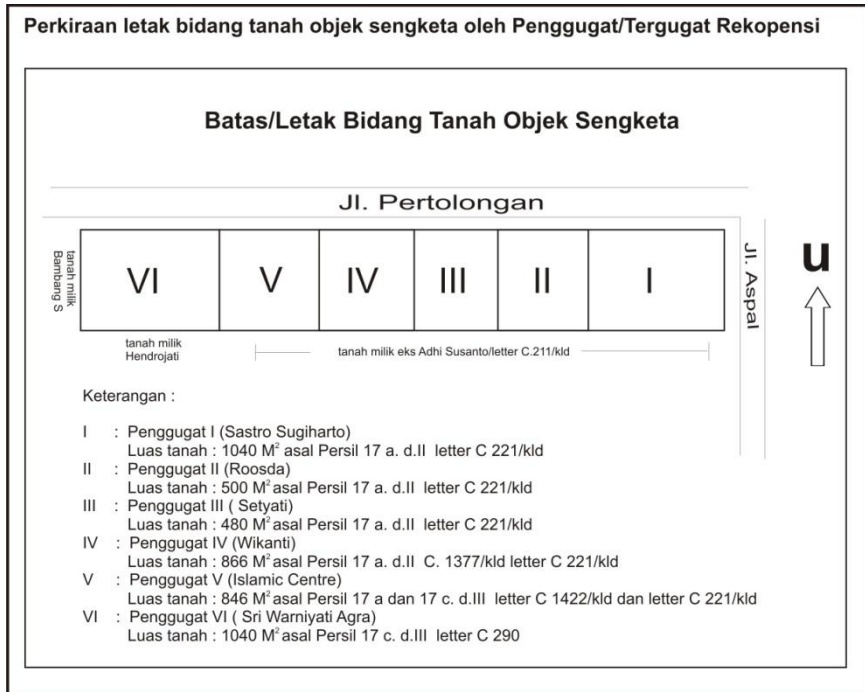 Perkiraan letak bidang tanah objek sengketa oleh Penggugat/Tergugat Rekopensi
Batas/Letak Bidang Tanah Objek Sengketa
Jl. Pertolongan
tanah milik
Bambang S
VI
V
IV
III
II
I
Jl. Aspal
u
tanah milik
Hendrojati
tanah milik eks Adhi Susanto/letter C.211/kld
Keterangan :
I : Penggugat I (Sastro Sugiharto)
Luas tanah : 1040 M² asal Persil 17 a. d.II letter C 221/kld
II : Penggugat II (Roosda)
Luas tanah : 500 M² asal Persil 17 a. d.II letter C 221/kld
III : Penggugat III ( Setyati)
Luas tanah : 480 M² asal Persil 17 a. d.II letter C 221/kld
IV : Penggugat IV (Wikanti)
Luas tanah : 866 M² asal Persil 17 a. d.II C. 1377/kld letter C 221/kld
V : Penggugat V (Islamic Centre)
Luas tanah : 846 M² asal Persil 17 a dan 17 c. d.III letter C 1422/kld dan letter C 221/kld
VI : Penggugat VI ( Sri Warniyati Agra)
Luas tanah : 1040 M² asal Persil 17 c. d.III letter C 290